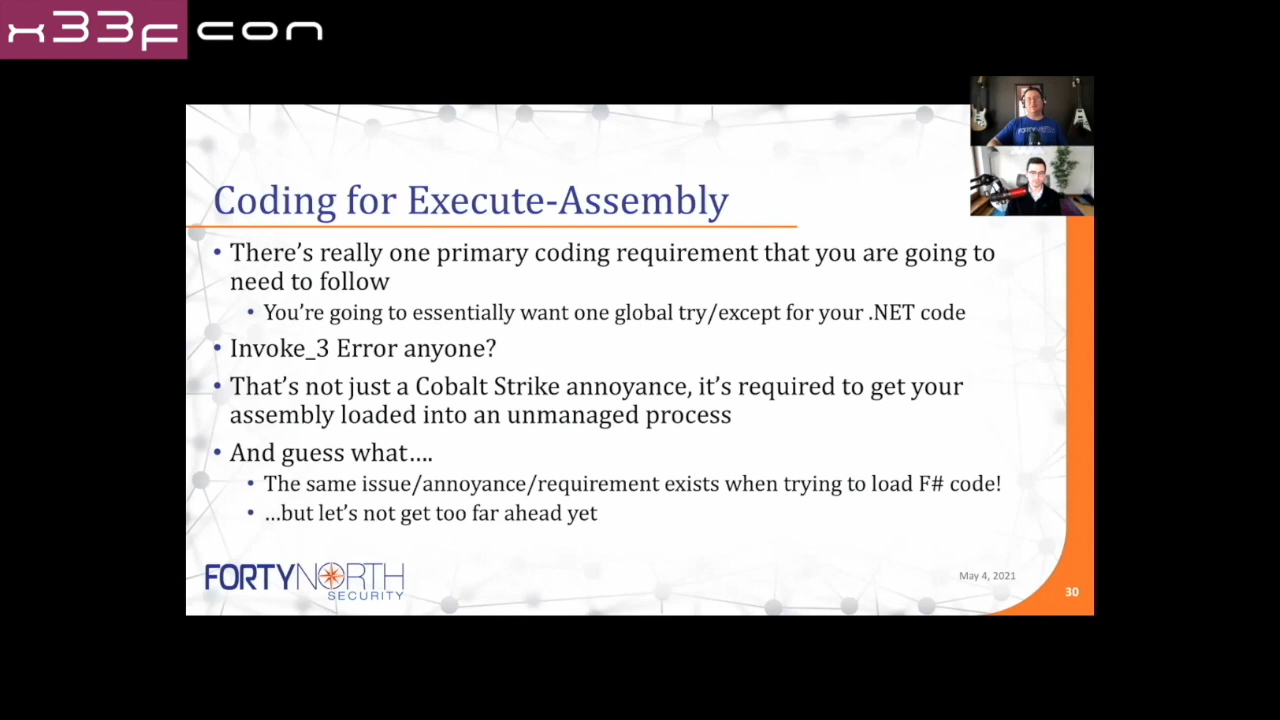 x33f con
Coding for Execute-Assembly
• There’s really one primary coding requirement that you are going to
need to follow
• You’re going to essentially want one global try/except for your .NET code
• Invoke_3 Error anyone?
• That’s not just a Cobalt Strike annoyance, it’s required to get your
assembly loaded into an unmanaged process
• And guess what….
• The same issue/annoyance/requirement exists when trying to load F# code!
• …but let’s not get too far ahead yet
FORTYNORTH
SECURITY
May 4, 2021
30